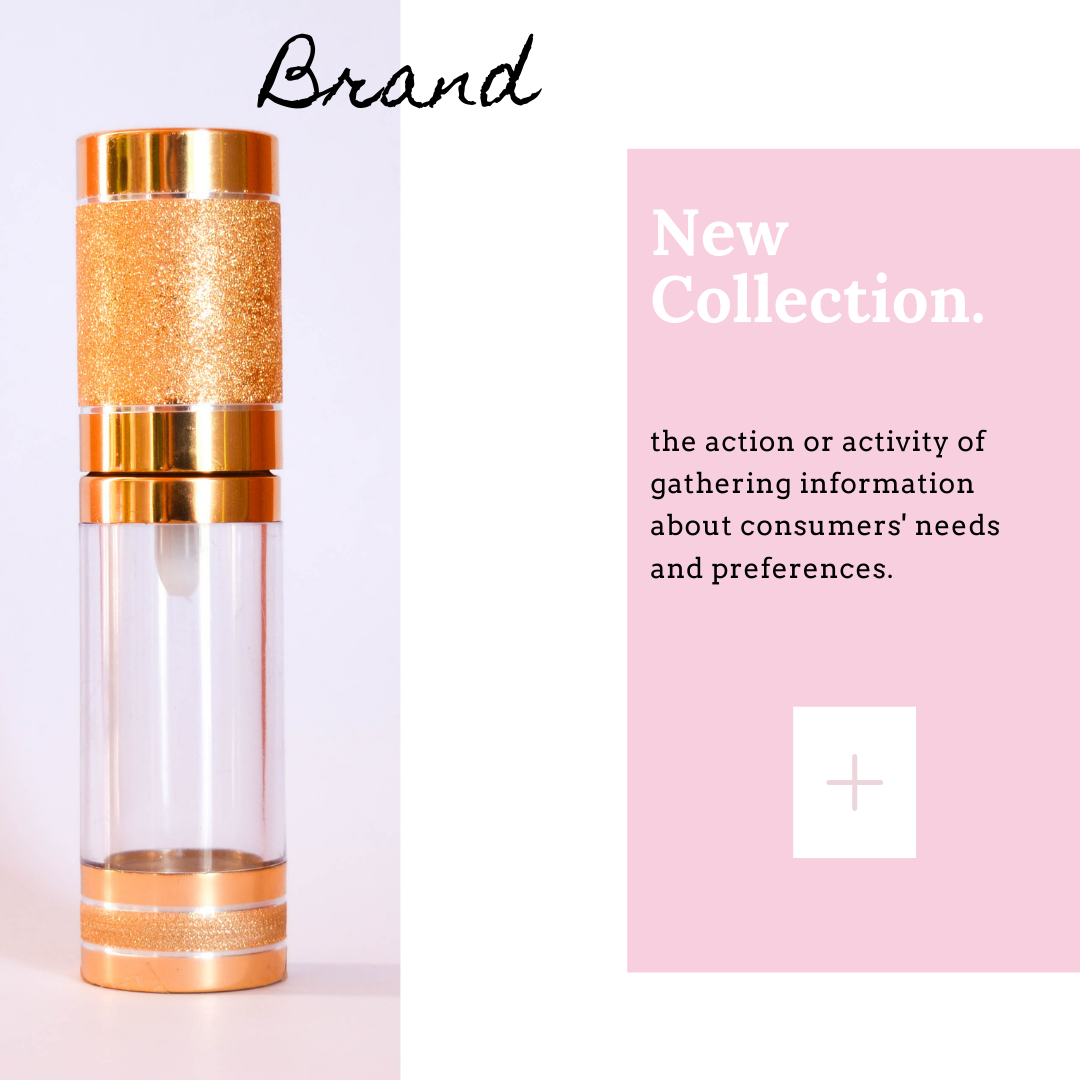 Brand
New
Collection.
the action or activity of
gathering information
about consumers' needs
and preferences.